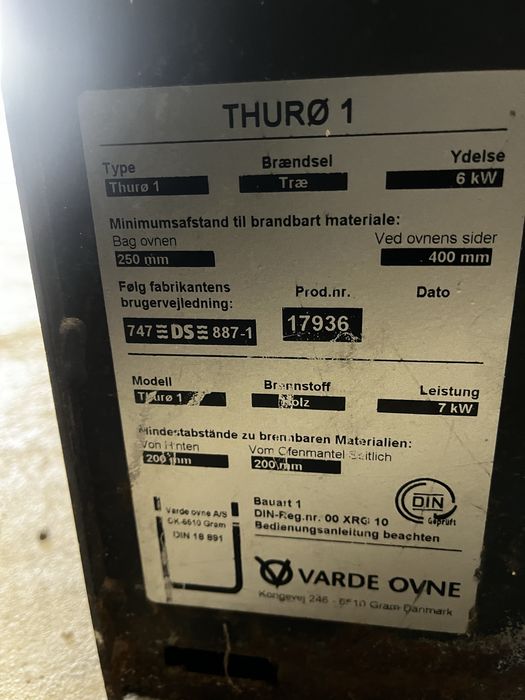 THURØ 1
Type Brændsel Ydelse
Thurø 1 Træ 6 kW
Minimumsafstand til brandbart materiale:
Bag ovnen Ved ovnens sider
250 mm 400 mm
Følg fabrikantens
brugervejledning: Prod.nr. Dato
747 DS 887-1 17936
Modell Brennstoff Leistung
Thurø 1 Holz 7 kW
Mindestabstände zu brennbaren Materialien:
Von Hinten Vom Ofenmantel Seitlich
200 mm 200 mm
Varde ovne A/S
DK-6510 Gram
DIN 18 891
Bauart 1
DIN-Reg.nr. 00 XRG 10
Bedienungsanleitung beachten
DIN
Geprüft
VARDE OVNE
Kongevej 246 - 6510 Gram-Danmark